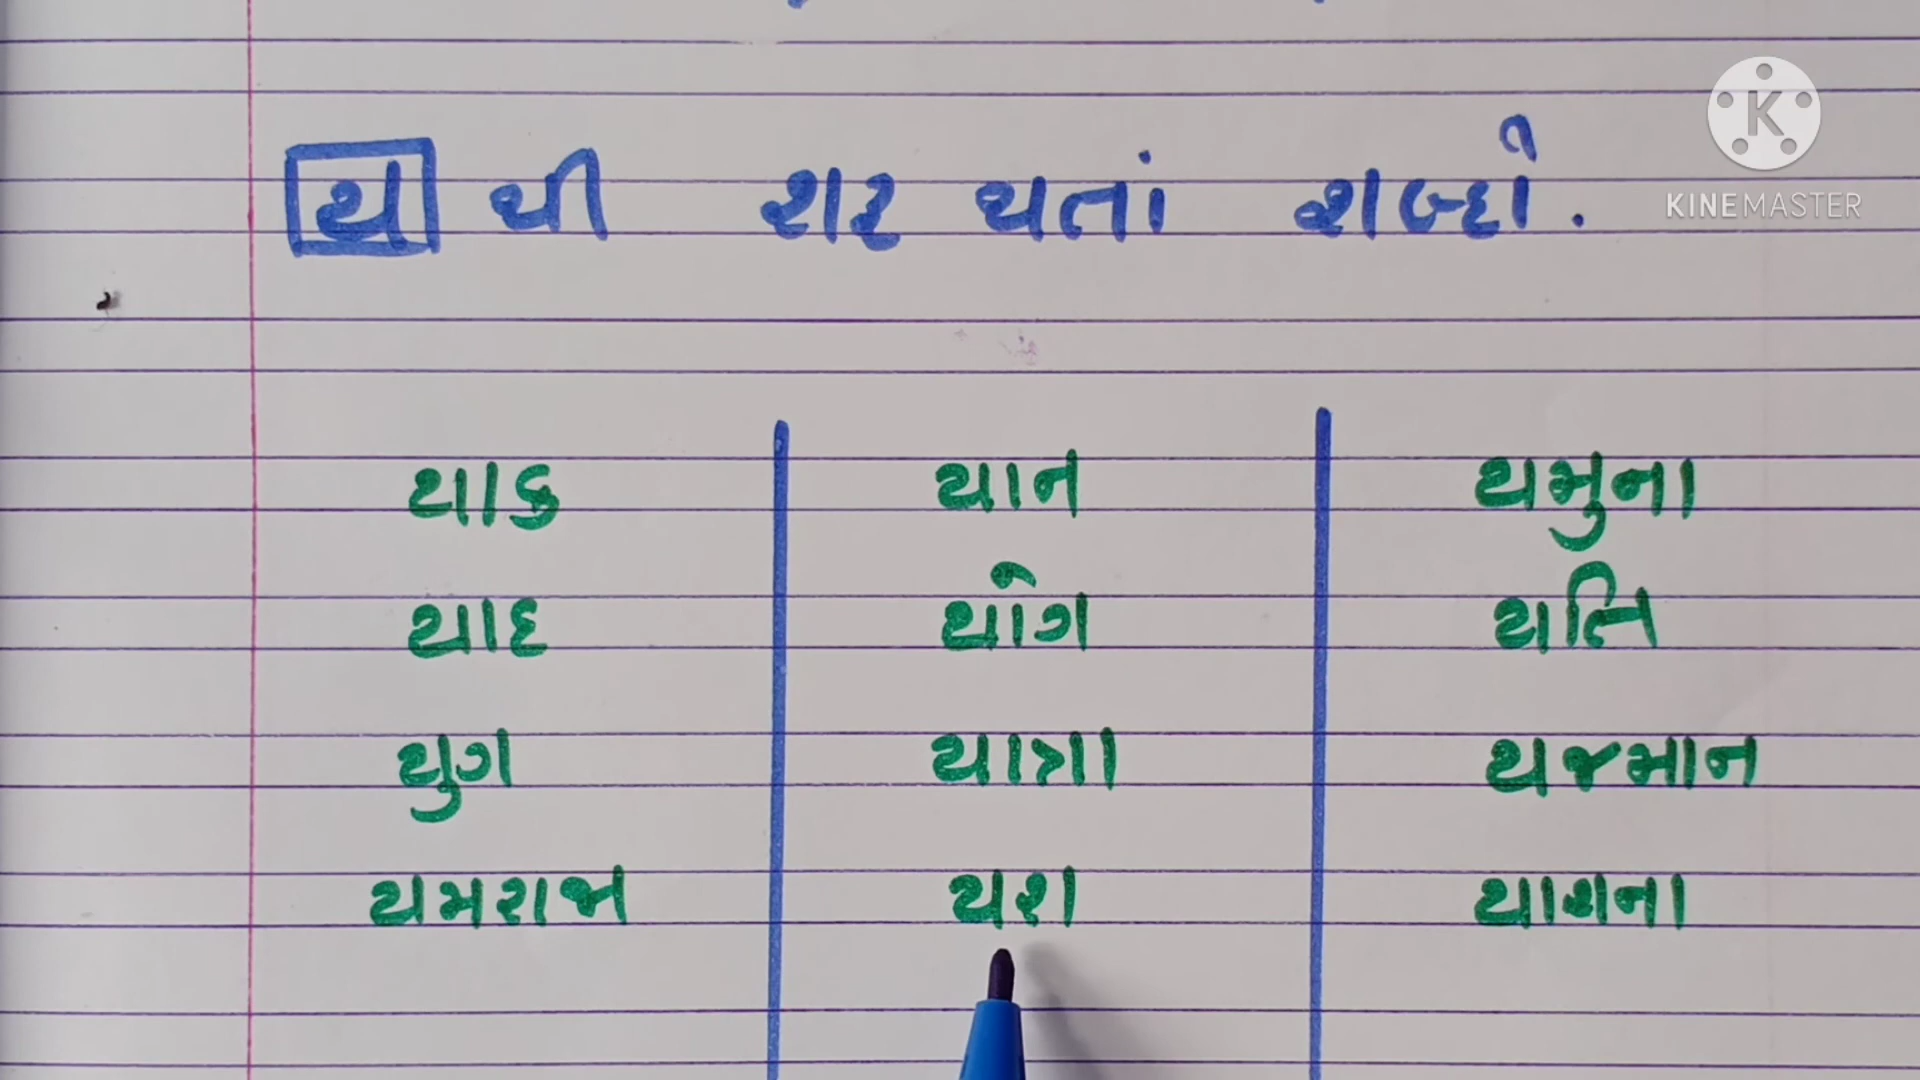 ય થી શરૂ થતાં શબ્દો.
KINEMASTER
યાક યાન યમુના
યાદ યોગ યતિ
યુગ યાત્રા યજમાન
યમરાજા યશ યાચના